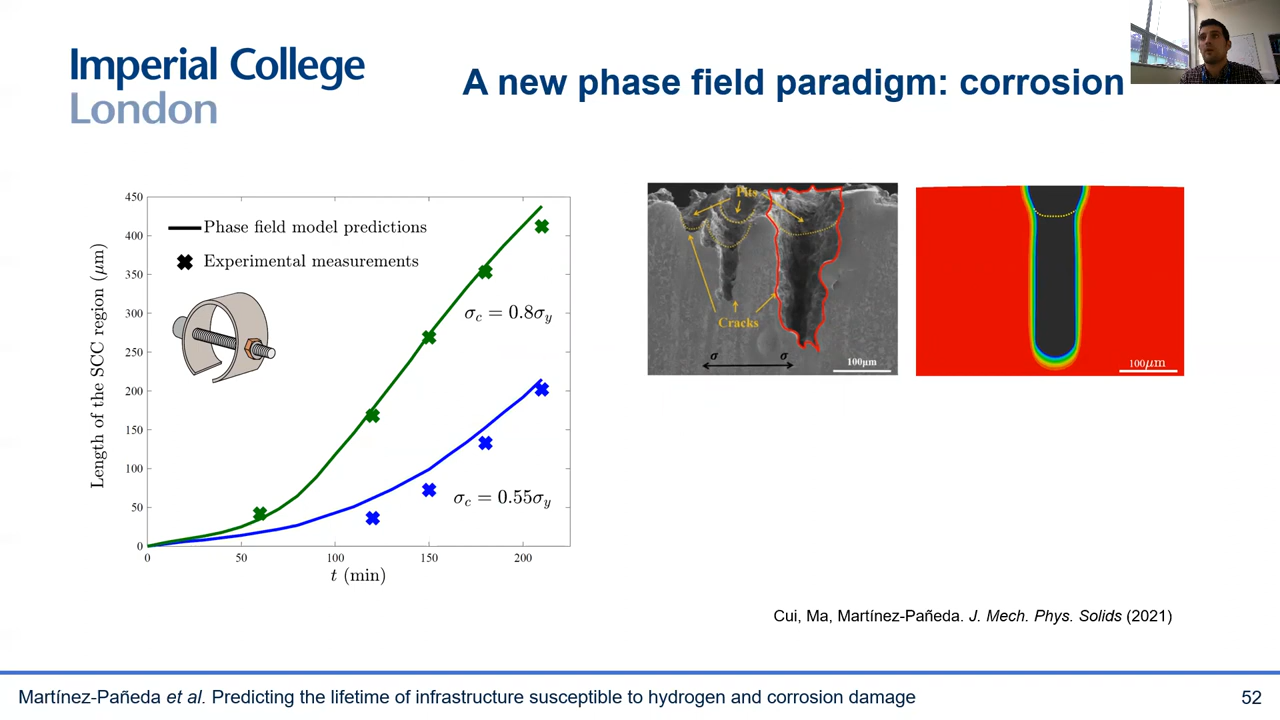 Imperial College
London
A new phase field paradigm: corrosion
450
400
350
300
250
200
150
100
50
0
Length of the SCC region (μm)
Phase field model predictions
Experimental measurements
σc = 0.8σy
σc = 0.55σy
0
50
100
150
200
t (min)
Pits
Cracks
σ
σ
100μm
100μm
Cui, Ma, Martínez-Pañeda. J. Mech. Phys. Solids (2021)
Martínez-Pañeda et al. Predicting the lifetime of infrastructure susceptible to hydrogen and corrosion damage
52